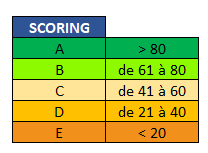 SCORING
A > 80
B de 61 à 80
C de 41 à 60
D de 21 à 40
E < 20